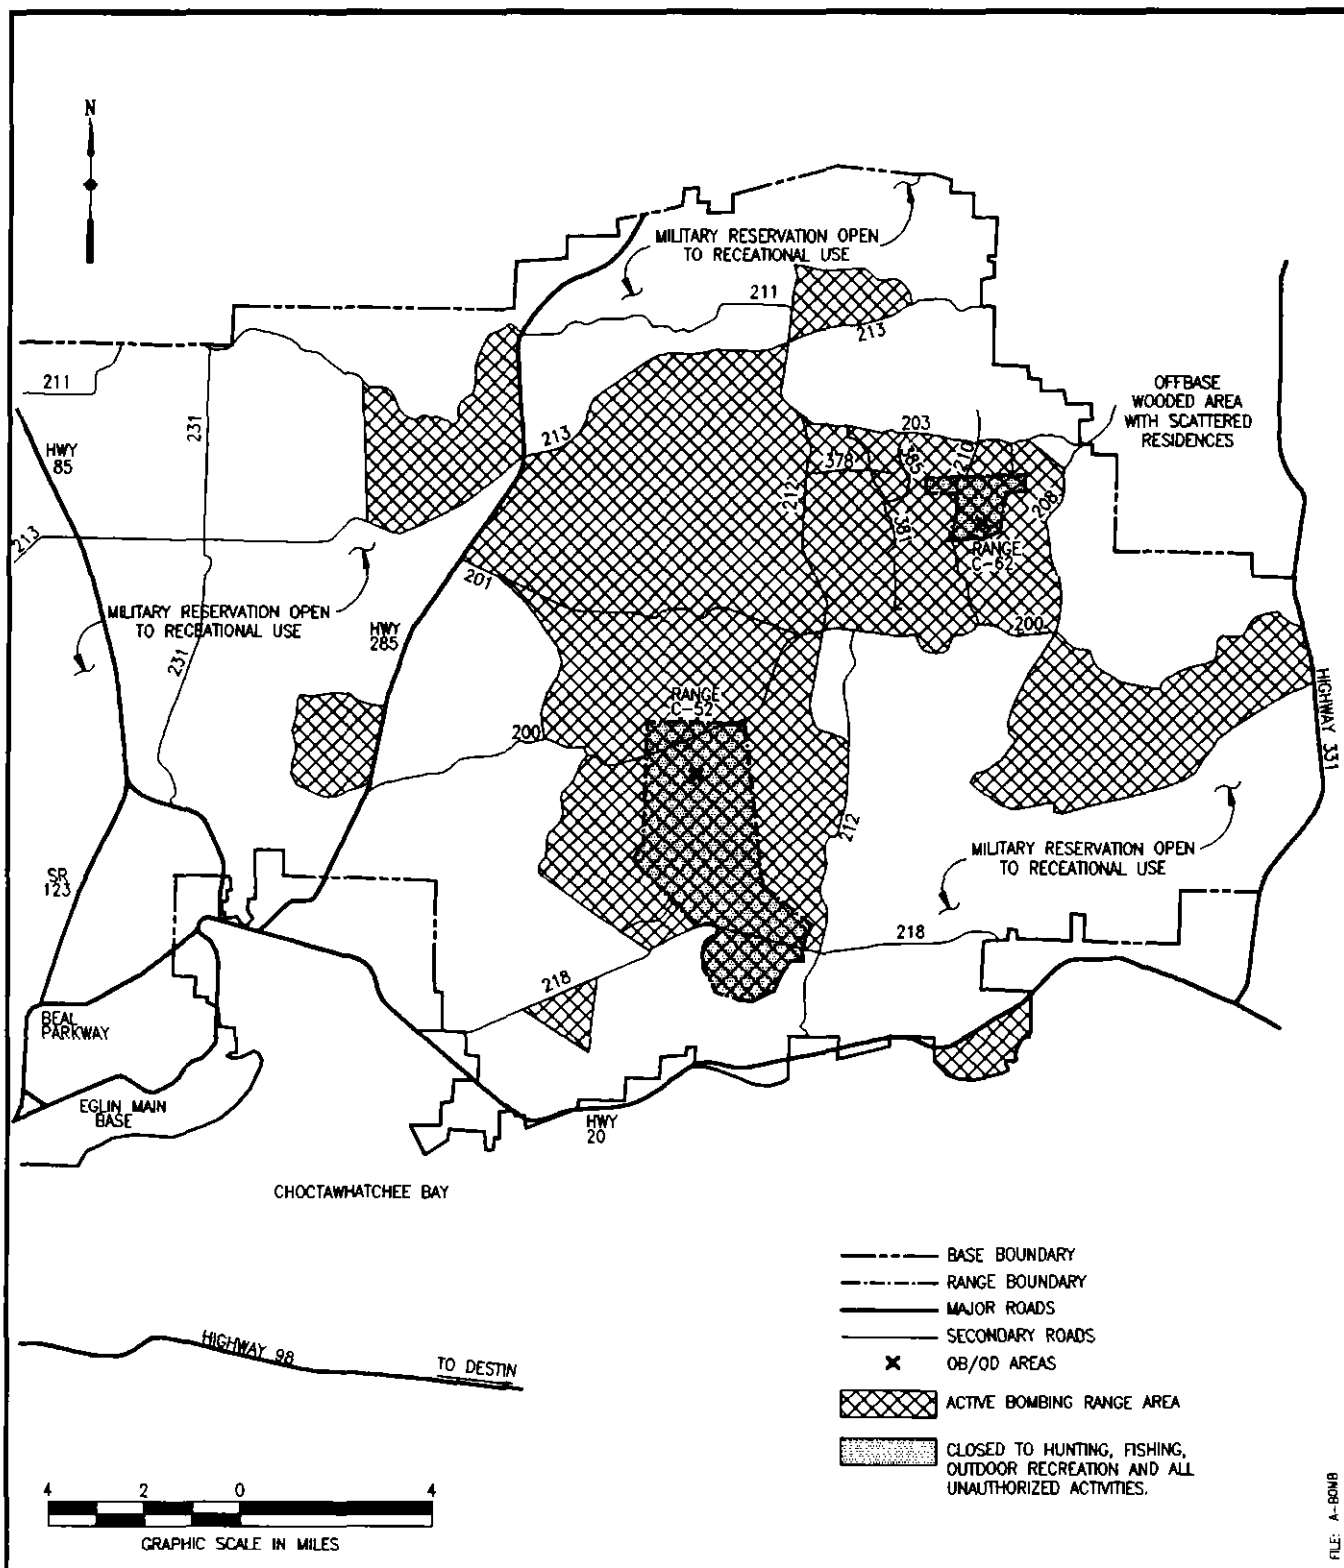 N
MILITARY RESERVATION OPEN
TO RECEATIONAL USE
211
213
211
OFFBASE
WOODED AREA
WITH SCATTERED
RESIDENCES
231
HWY
85
213
203
378
385
210
212
208
381
213
RANGE
C-62
201
MILITARY RESERVATION OPEN
TO RECEATIONAL USE
HWY
285
200
231
RANGE
C-52
200
HIGHWAY 331
212
MILITARY RESERVATION OPEN
TO RECEATIONAL USE
SR
123
218
218
BEAL
PARKWAY
EGLIN MAIN
BASE
HWY
20
CHOCTAWHATCHEE BAY
BASE BOUNDARY
RANGE BOUNDARY
MAJOR ROADS
SECONDARY ROADS
OB/OD AREAS
ACTIVE BOMBING RANGE AREA
CLOSED TO HUNTING, FISHING,
OUTDOOR RECREATION AND ALL
UNAUTHORIZED ACTIVITIES.
HIGHWAY 98
TO DESTIN
4 2 0 4
GRAPHIC SCALE IN MILES
FILE: A-BOMB